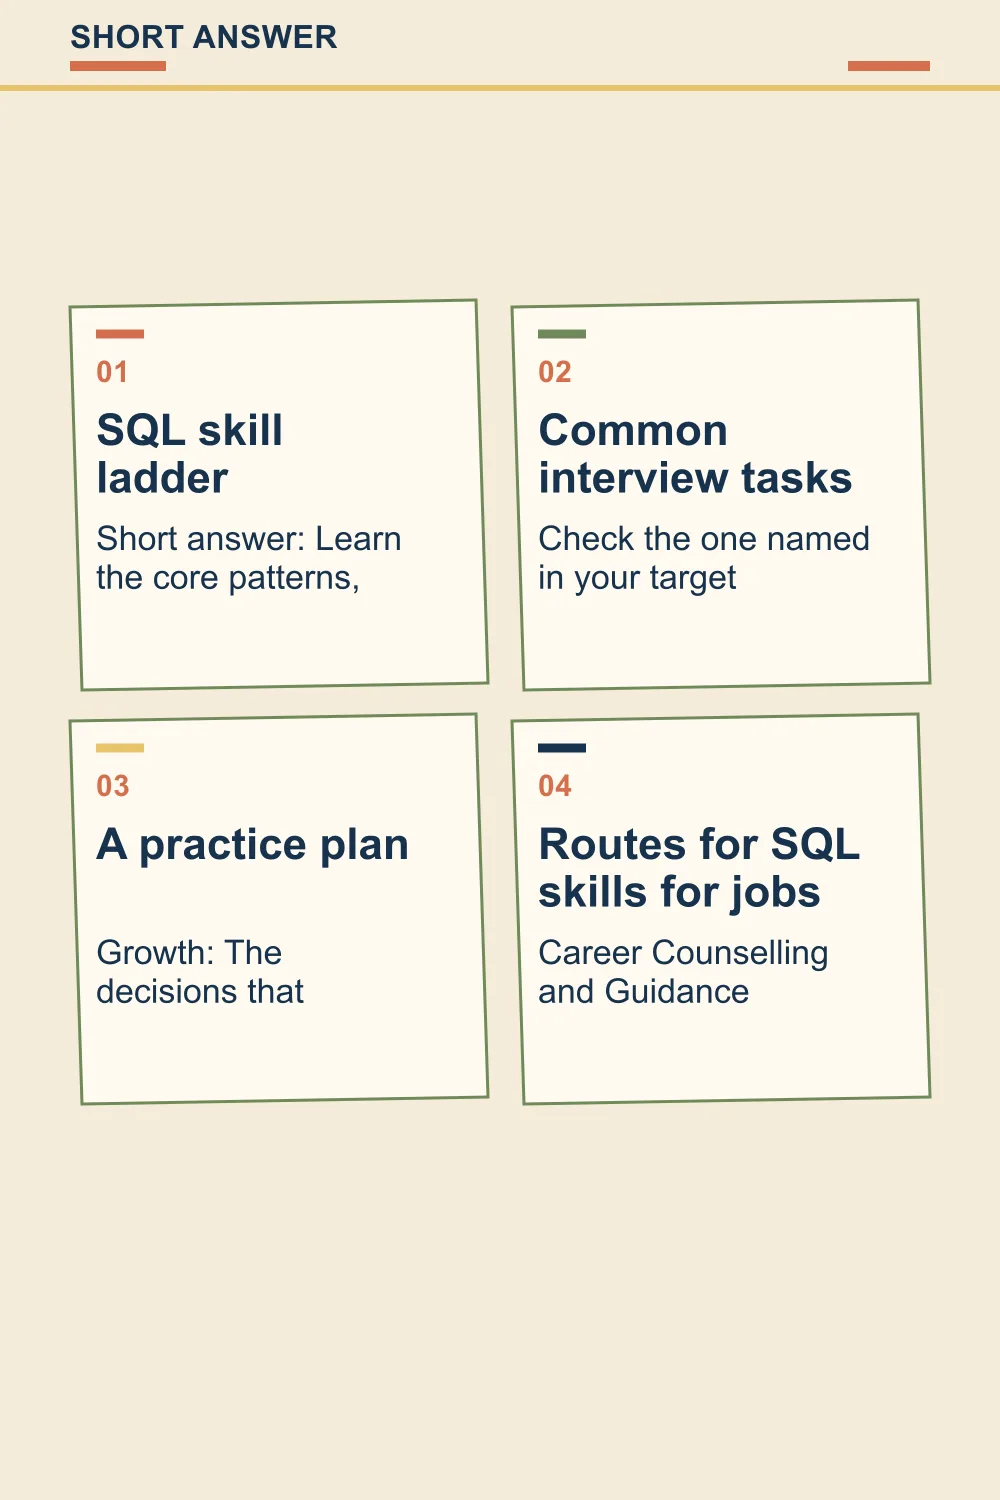 SHORT ANSWER
01
SQL skill
ladder
Short answer: Learn
the core patterns,
02
Common
interview tasks
Check the one named
in your target
03
A practice plan
Growth: The
decisions that
04
Routes for SQL
skills for jobs
Career Counselling
and Guidance